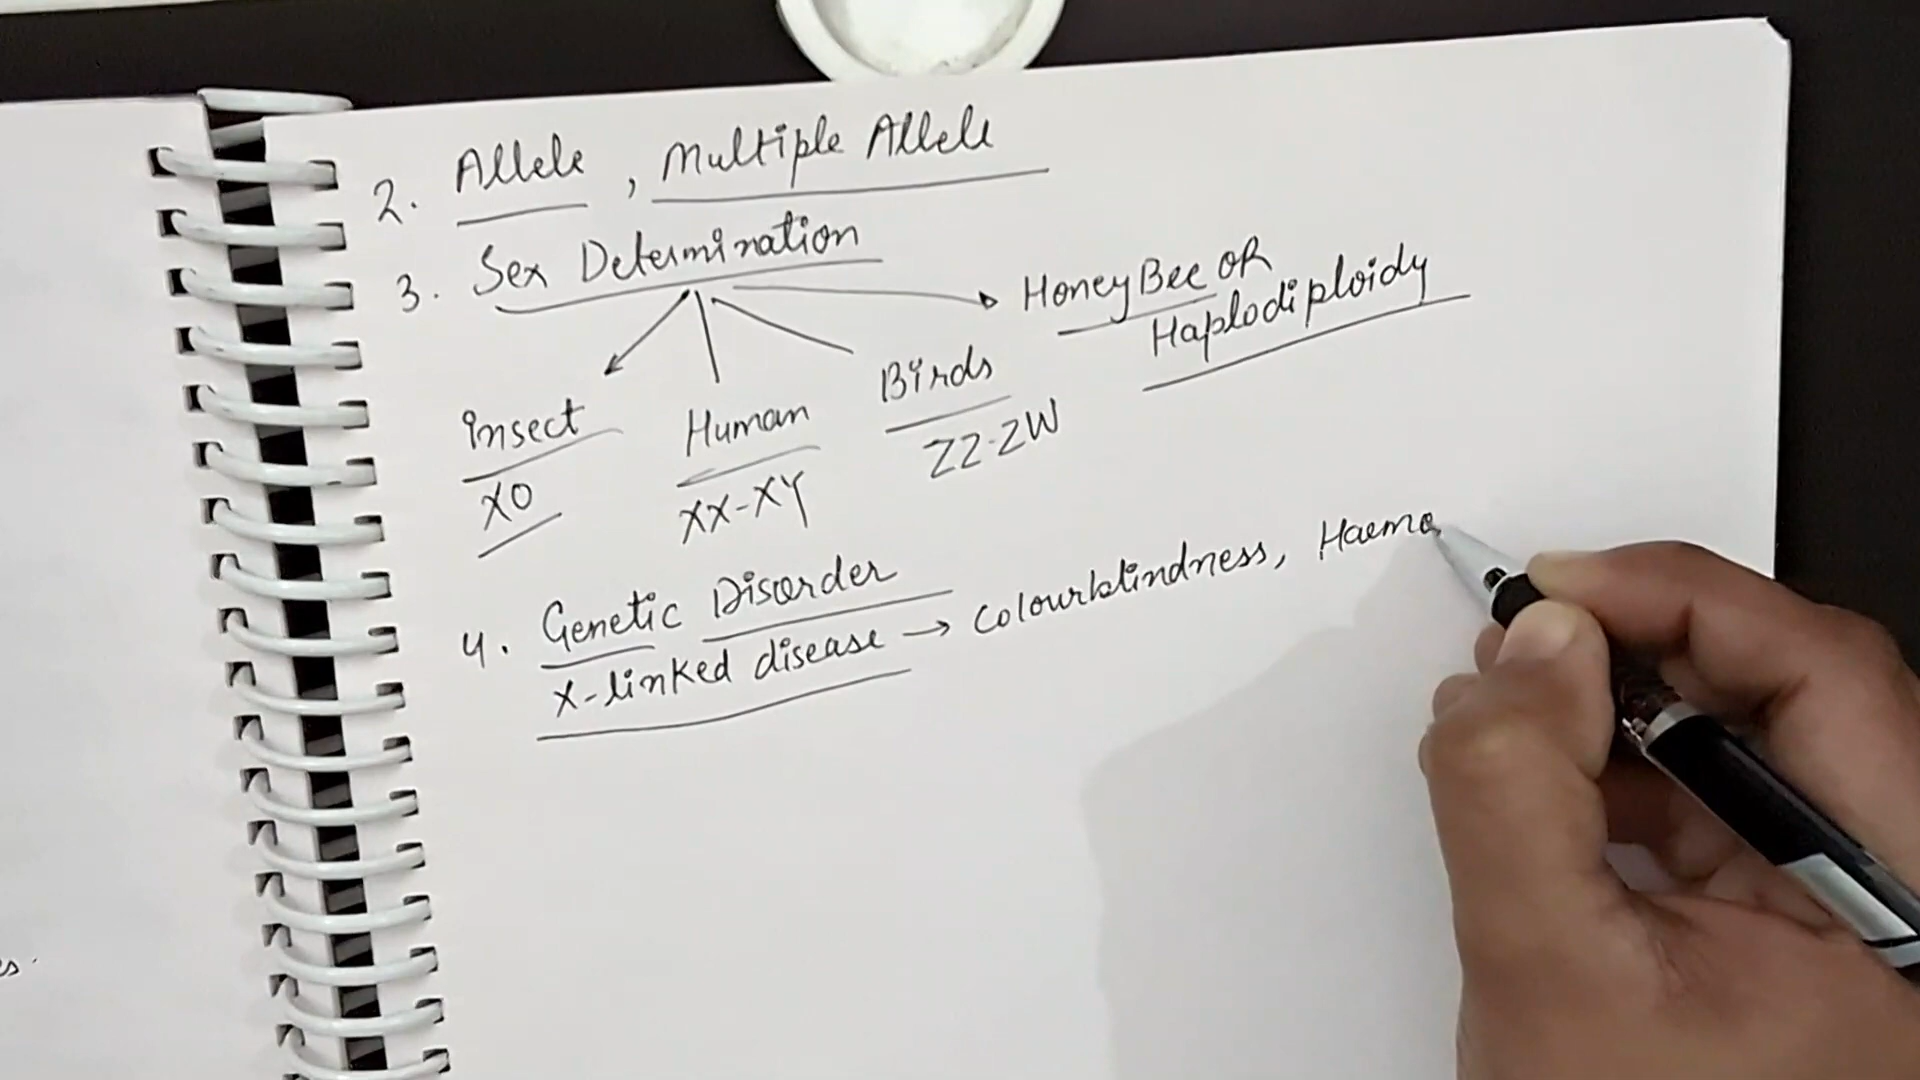 2. Allele, Multiple Allele
3. Sex Determination
HoneyBee OR
Haplodiploidy
insect
XO
Human
XX-XY
Birds
ZZ-ZW
4. Genetic Disorder
X-linked disease → Colourblindness, Haemo